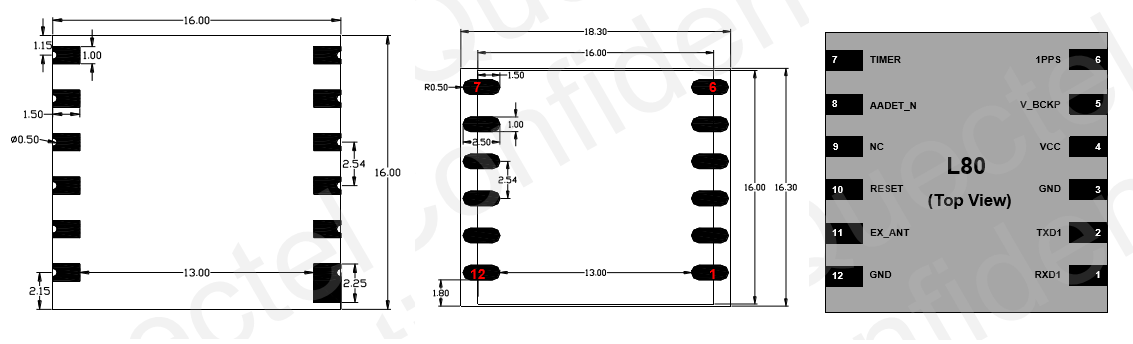 16.00
1.15
1.00
1.50
Ø0.50
2.54
16.00
13.00
2.15
2.25
18.30
16.00
1.50
R0.50
7
6
1.00
2.50
2.54
16.00
16.30
12
13.00
1
1.80
7 TIMER 1PPS 6
8 AADET_N V_BCKP 5
9 NC VCC 4
L80
10 RESET GND 3
(Top View)
11 EX_ANT TXD1 2
12 GND RXD1 1
Quectel
Confidential